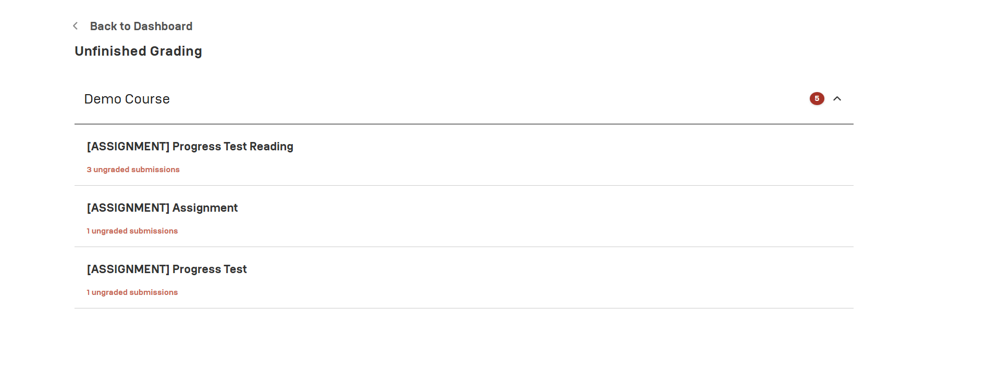 Back to Dashboard
Unfinished Grading
Demo Course 5
[ASSIGNMENT] Progress Test Reading
3 ungraded submissions
[ASSIGNMENT] Assignment
1 ungraded submissions
[ASSIGNMENT] Progress Test
1 ungraded submissions